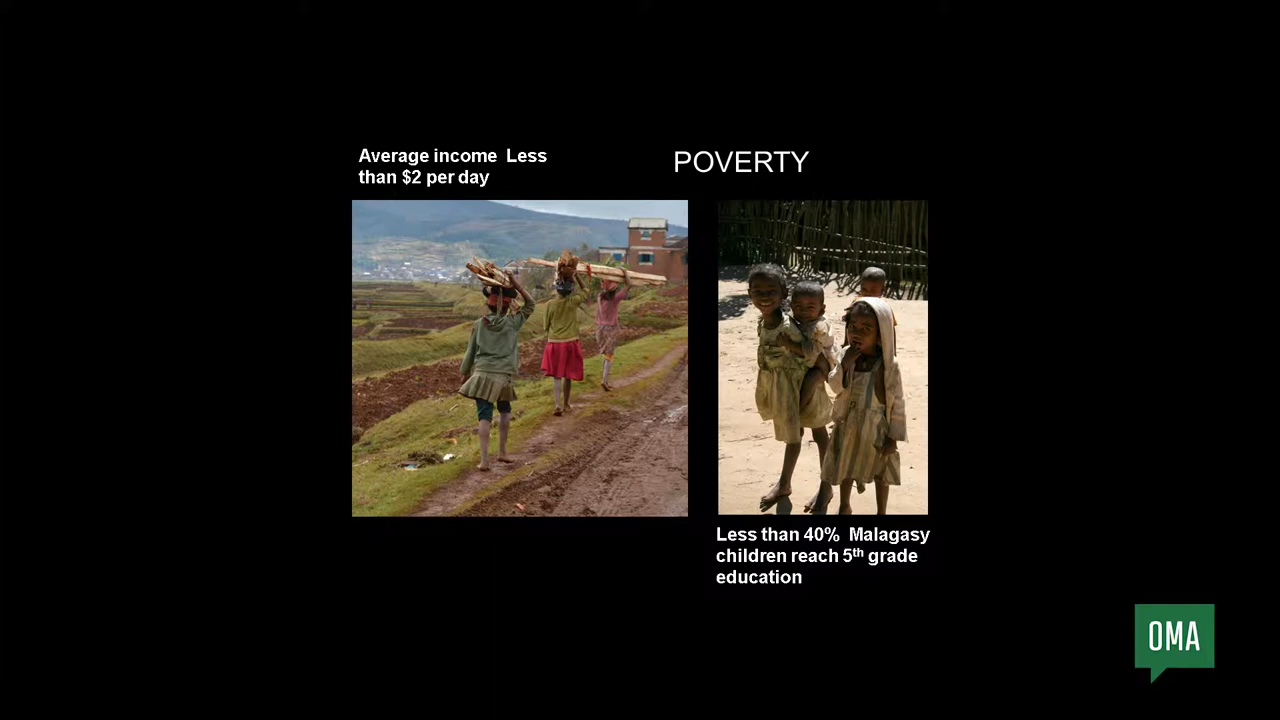 Average income  Less
than $2 per day
POVERTY
Less than 40%  Malagasy
children reach 5th grade
education
OMA